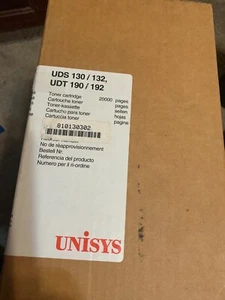 UDS 130 / 132,
UDT 190 / 192
Toner cartridge 20000 pages
Cartouche toner pages
Toner-kassette seiten
Cartucho para toner hojas
Cartuccia toner pagine
810130302
No de réapprovisionnement
Bestell Nr.
Referencia del producto
Numero per il ri-ordine
UNISYS